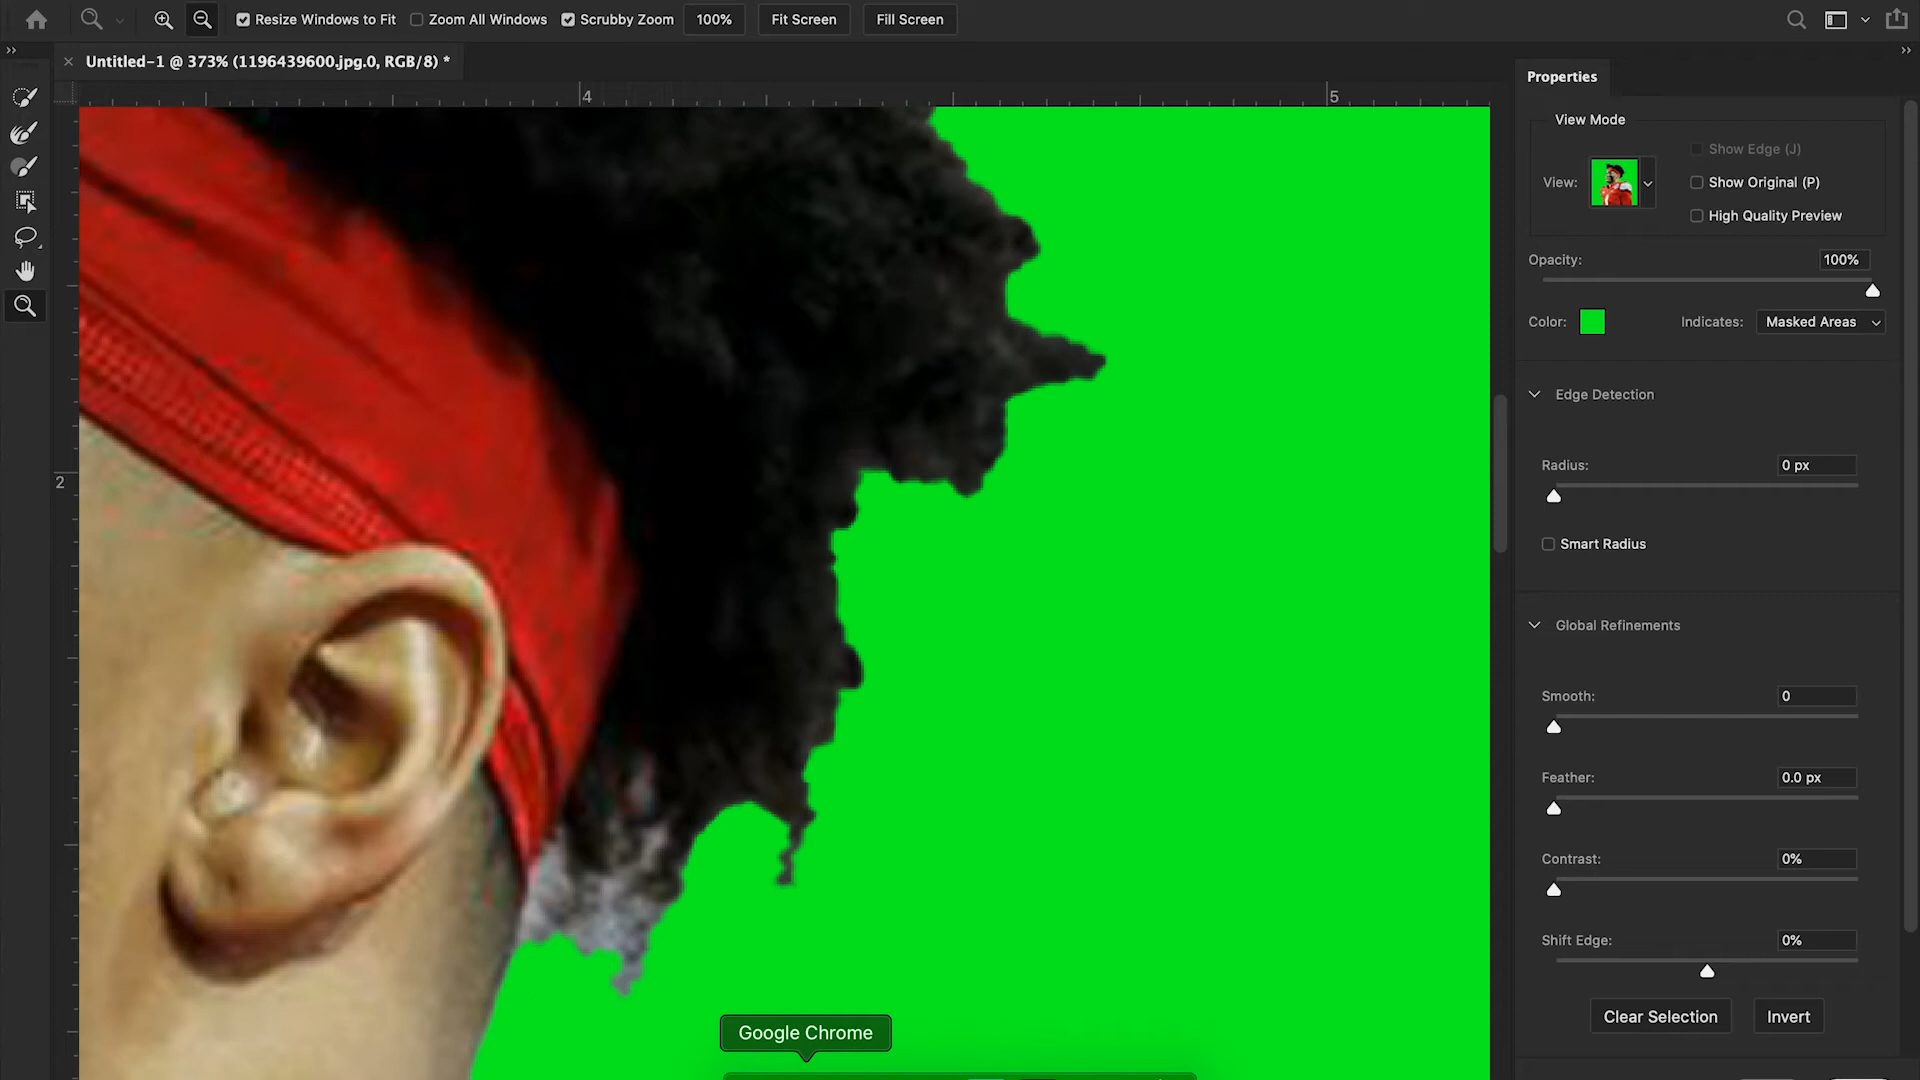 Resize Windows to Fit
Zoom All Windows
Scrubby Zoom
100%
Fit Screen
Fill Screen
Untitled-1 @ 373% (1196439600.jpg.0, RGB/8) *
4
5
2
Properties
View Mode
Show Edge (J)
View:
Show Original (P)
High Quality Preview
Opacity:
100%
Color:
Indicates:
Masked Areas
Edge Detection
Radius:
0 px
Smart Radius
Global Refinements
Smooth:
0
Feather:
0.0 px
Contrast:
0%
Shift Edge:
0%
Clear Selection
Invert
Google Chrome